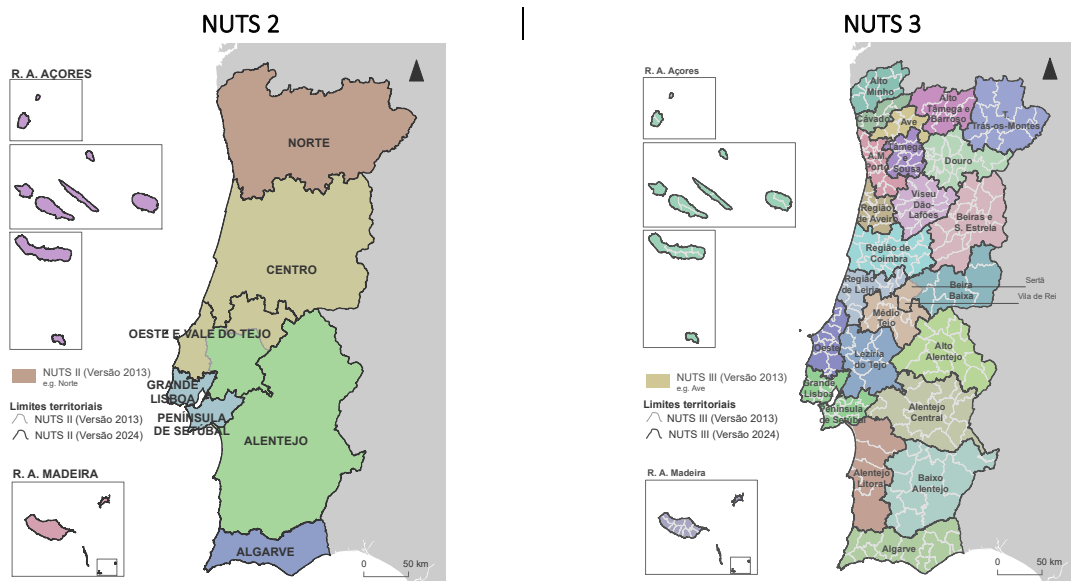 NUTS 2
R. A. AÇORES
NORTE
CENTRO
OESTE E VALE DO TEJO
GRANDE
LISBOA
PENÍNSULA
DE SETÚBAL
ALENTEJO
ALGARVE
NUTS II (Versão 2013)
e.g. Norte
Limites territoriais
NUTS II (Versão 2013)
NUTS II (Versão 2024)
R. A. MADEIRA
0 50 km
NUTS 3
R. A. Açores
Alto
Minho
Cávado
Ave
Alto
Tâmega e
Barroso
T.
Trás-os-Montes
A.M.
Porto
Tâmega
e
Sousa
Douro
Viseu
Dão-
Lafões
Região
de Aveiro
Beiras e
S. Estrela
Região de
Coimbra
Região
de Leiria
Beira
Baixa
Sertã
Vila de Rei
Médio
Tejo
Oeste
Lezíria
do Tejo
Alto
Alentejo
Grande
Lisboa
Península
de Setúbal
Alentejo
Central
Alentejo
Litoral
Baixo
Alentejo
Algarve
NUTS III (Versão 2013)
e.g. Ave
Limites territoriais
NUTS III (Versão 2013)
NUTS III (Versão 2024)
R. A. Madeira
0 50 km